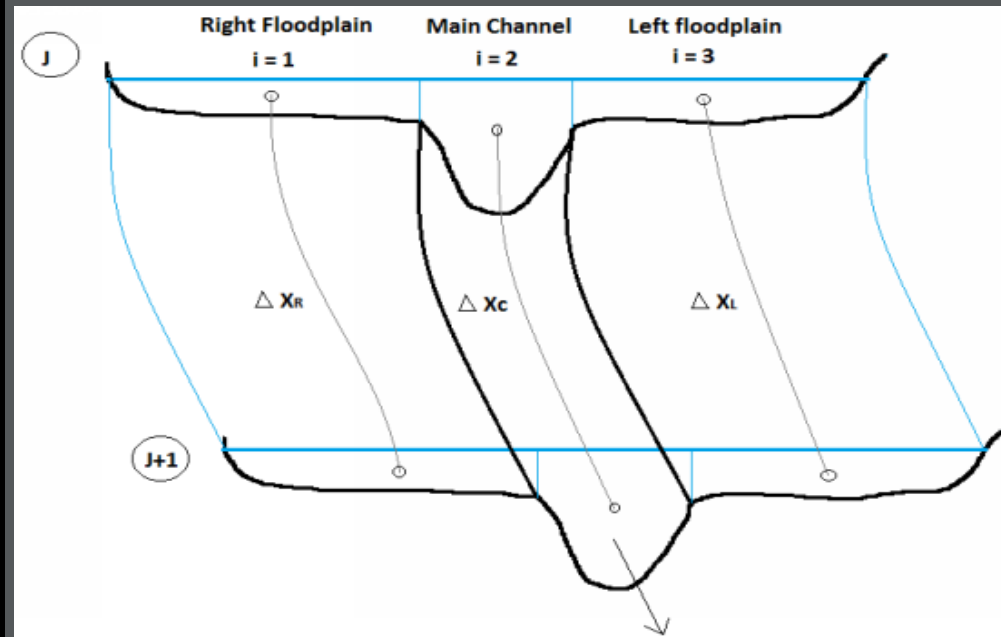 Right Floodplain Main Channel Left floodplain
J i = 1 i = 2 i = 3
△ XR △ Xc △ XL
J+1